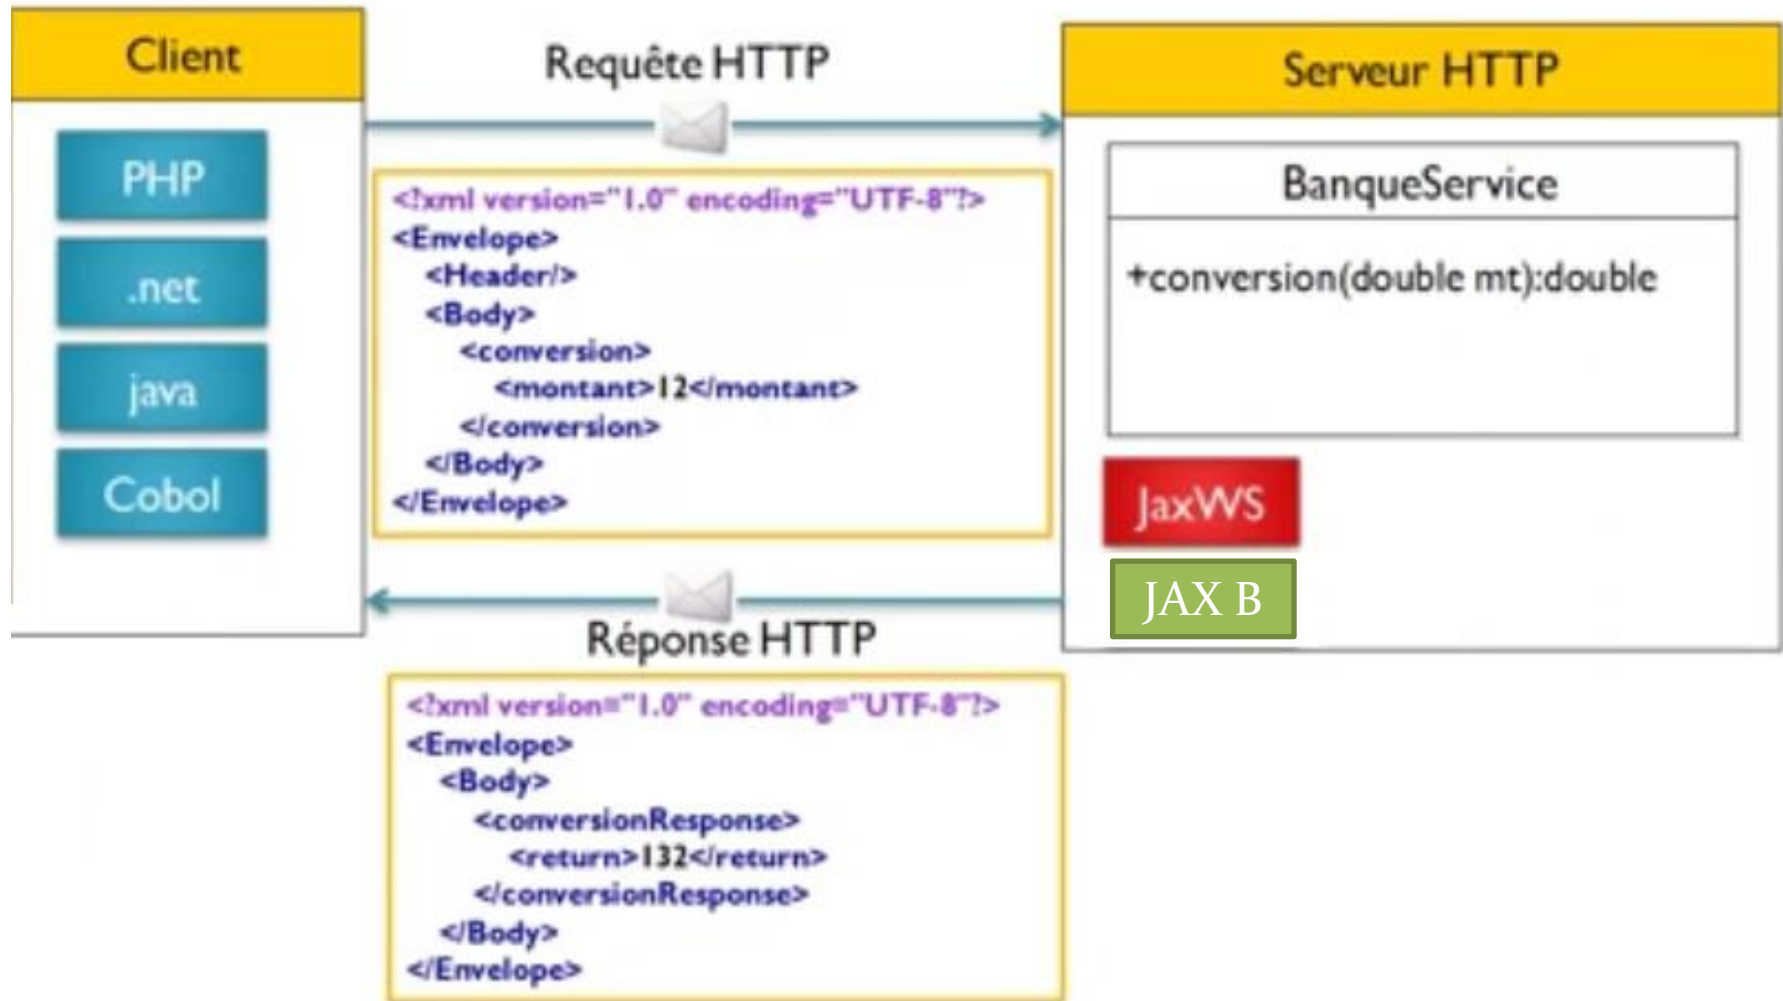 Client
PHP
.net
java
Cobol
Requête HTTP
<?xml version="1.0" encoding="UTF-8"?>
<Envelope>
<Header/>
<Body>
<conversion>
<montant>12</montant>
</conversion>
</Body>
</Envelope>
Réponse HTTP
<?xml version="1.0" encoding="UTF-8"?>
<Envelope>
<Body>
<conversionResponse>
<return>132</return>
</conversionResponse>
</Body>
</Envelope>
Serveur HTTP
BanqueService
+conversion(double mt):double
JaxWS
JAX B